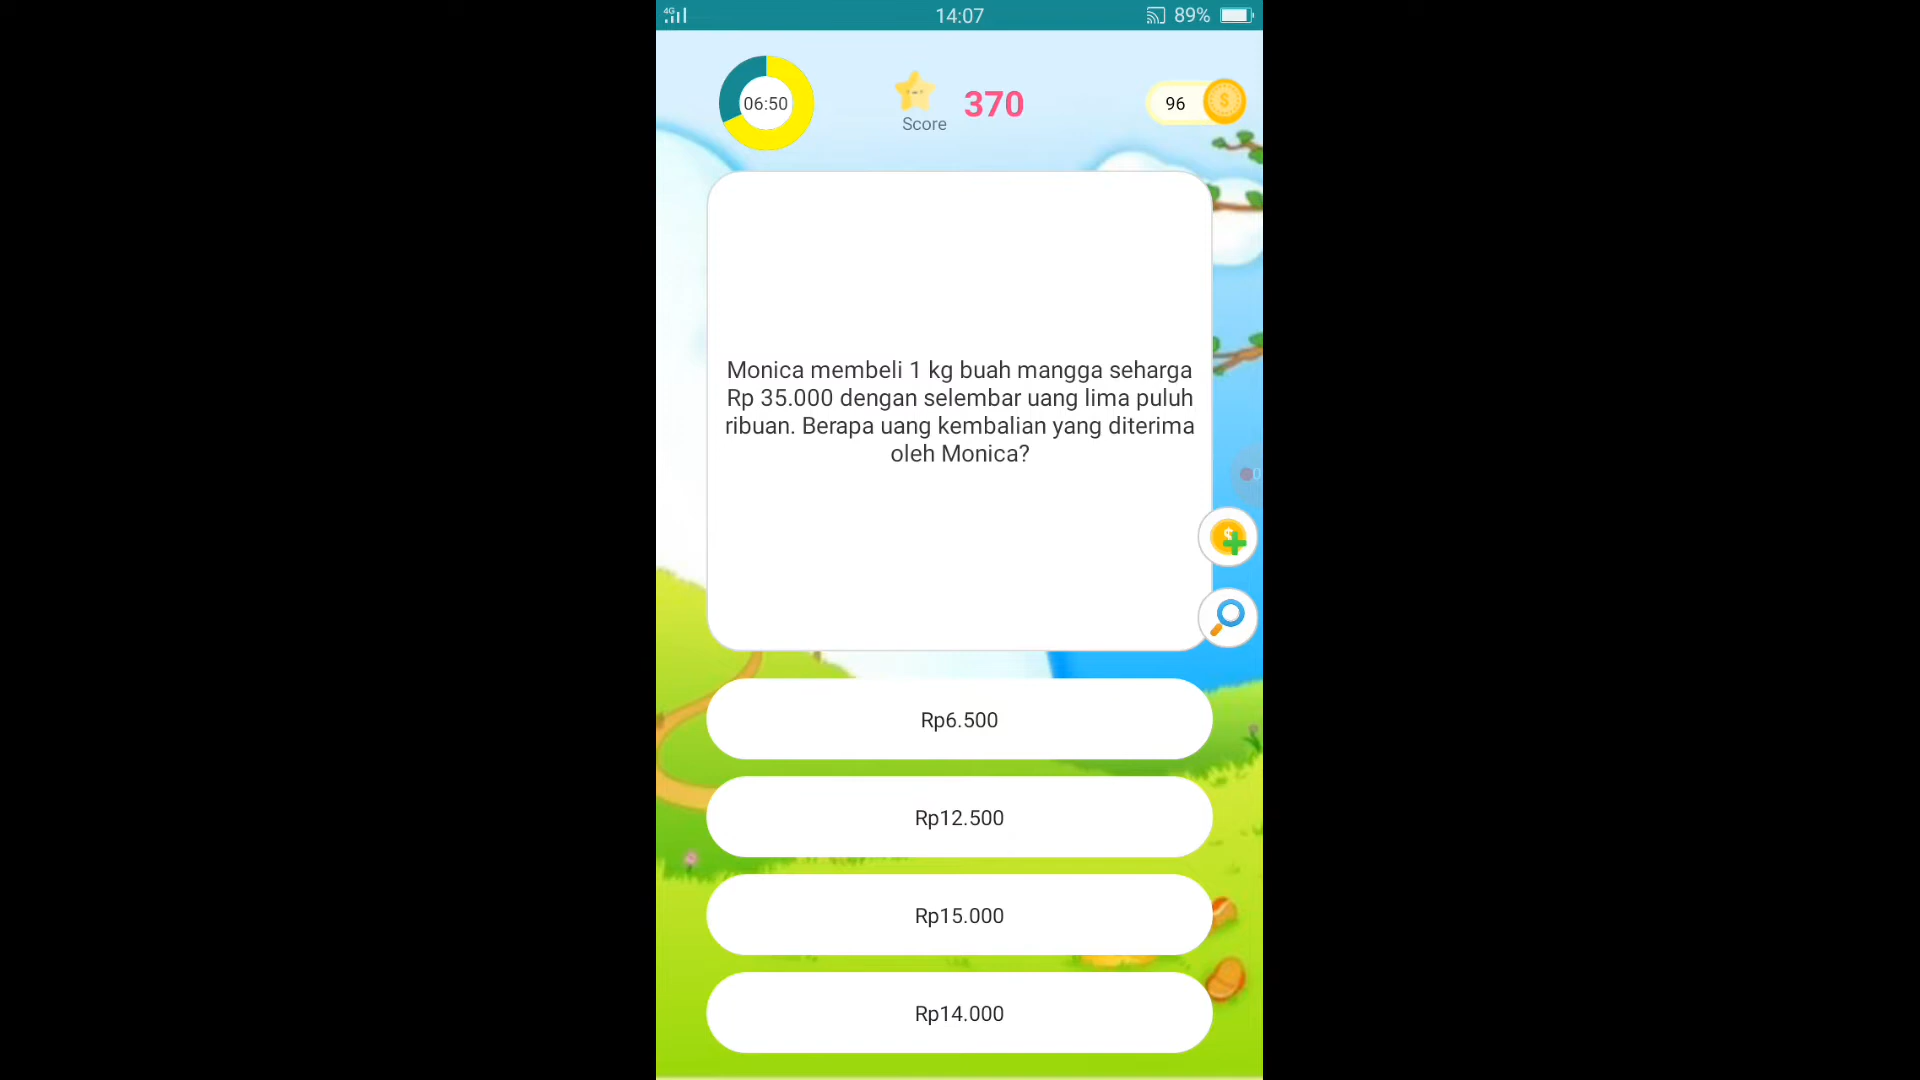 4G
14:07
89%
06:50
Score
370
96
Monica membeli 1 kg buah mangga seharga
Rp 35.000 dengan selembar uang lima puluh
ribuan. Berapa uang kembalian yang diterima
oleh Monica?
Rp6.500
Rp12.500
Rp15.000
Rp14.000